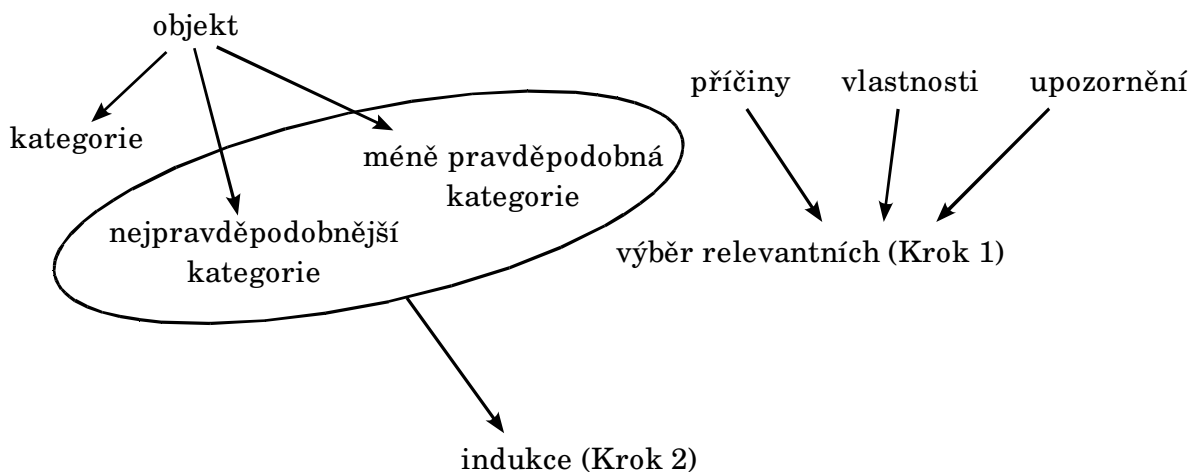 objekt
příčiny vlastnosti upozornění
kategorie
méně pravděpodobná
kategorie
nejpravděpodobnější
kategorie
výběr relevantních (Krok 1)
indukce (Krok 2)